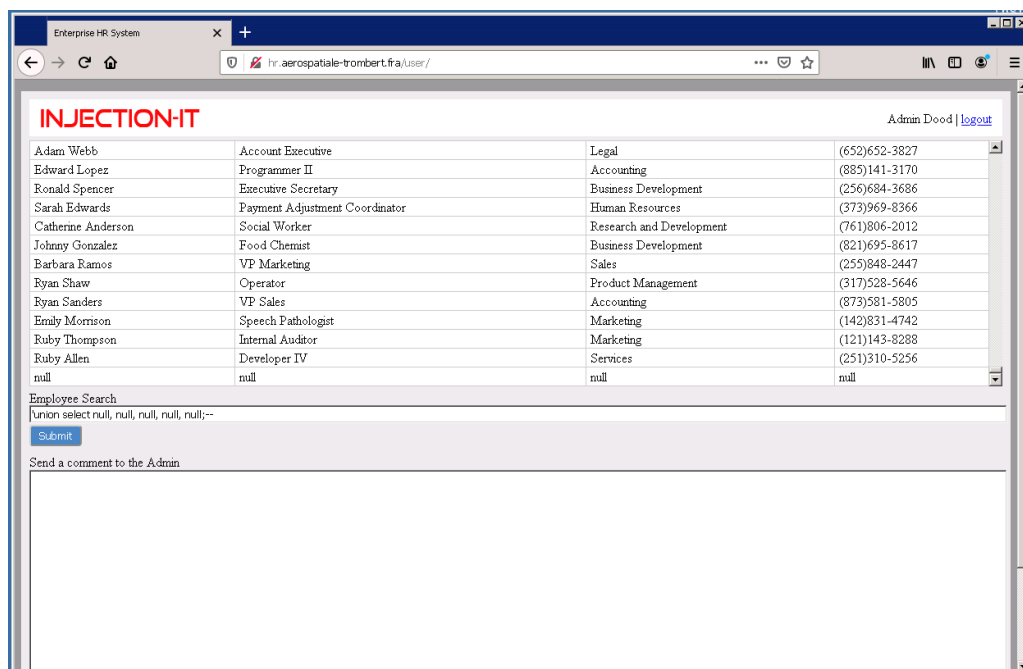 Enterprise HR System
hr.aerospatiale-trombert.fra/user/
INJECTION-IT
Admin Dood | logout
Adam Webb Account Executive Legal (652)652-3827
Edward Lopez Programmer II Accounting (885)141-3170
Ronald Spencer Executive Secretary Business Development (256)684-3686
Sarah Edwards Payment Adjustment Coordinator Human Resources (373)969-8366
Catherine Anderson Social Worker Research and Development (761)806-2012
Johnny Gonzalez Food Chemist Business Development (821)695-8617
Barbara Ramos VP Marketing Sales (255)848-2447
Ryan Shaw Operator Product Management (317)528-5646
Ryan Sanders VP Sales Accounting (873)581-5805
Emily Morrison Speech Pathologist Marketing (142)831-4742
Ruby Thompson Internal Auditor Marketing (121)143-8288
Ruby Allen Developer IV Services (251)310-5256
null null null null
Employee Search
'union select null, null, null, null, null;--
Submit
Send a comment to the Admin